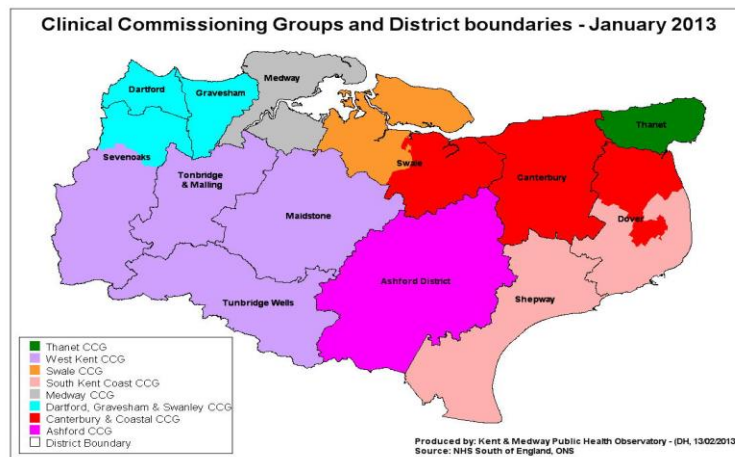 Clinical Commissioning Groups and District boundaries - January 2013
Medway
Dartford
Gravesham
Thanet
Sevenoaks
Swale
Tonbridge
& Malling
Canterbury
Maidstone
Dover
Ashford District
Tunbridge Wells
Shepway
Thanet CCG
West Kent CCG
Swale CCG
South Kent Coast CCG
Medway CCG
Dartford, Gravesham & Swanley CCG
Canterbury & Coastal CCG
Ashford CCG
District Boundary
Produced by: Kent & Medway Public Health Observatory - (DH, 13/02/2013
Source: NHS South of England, ONS